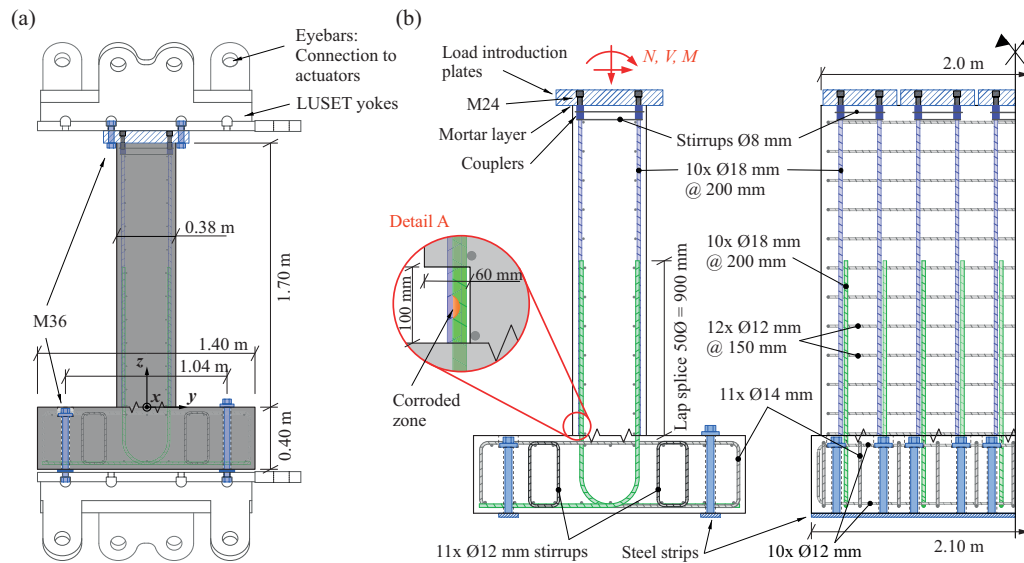 (a)
Eyebars:
Connection to
actuators
LUSET yokes
0.38 m
1.70 m
M36
1.40 m
1.04 m
z
x
y
0.40 m
(b)
Load introduction
plates
N, V, M
M24
Mortar layer
Couplers
Stirrups Ø8 mm
10x Ø18 mm
@ 200 mm
Detail A
60 mm
100 mm
Corroded
zone
Lap splice 50Ø = 900 mm
10x Ø18 mm
@ 200 mm
12x Ø12 mm
@ 150 mm
11x Ø14 mm
11x Ø12 mm stirrups
Steel strips
10x Ø12 mm
2.0 m
2.10 m